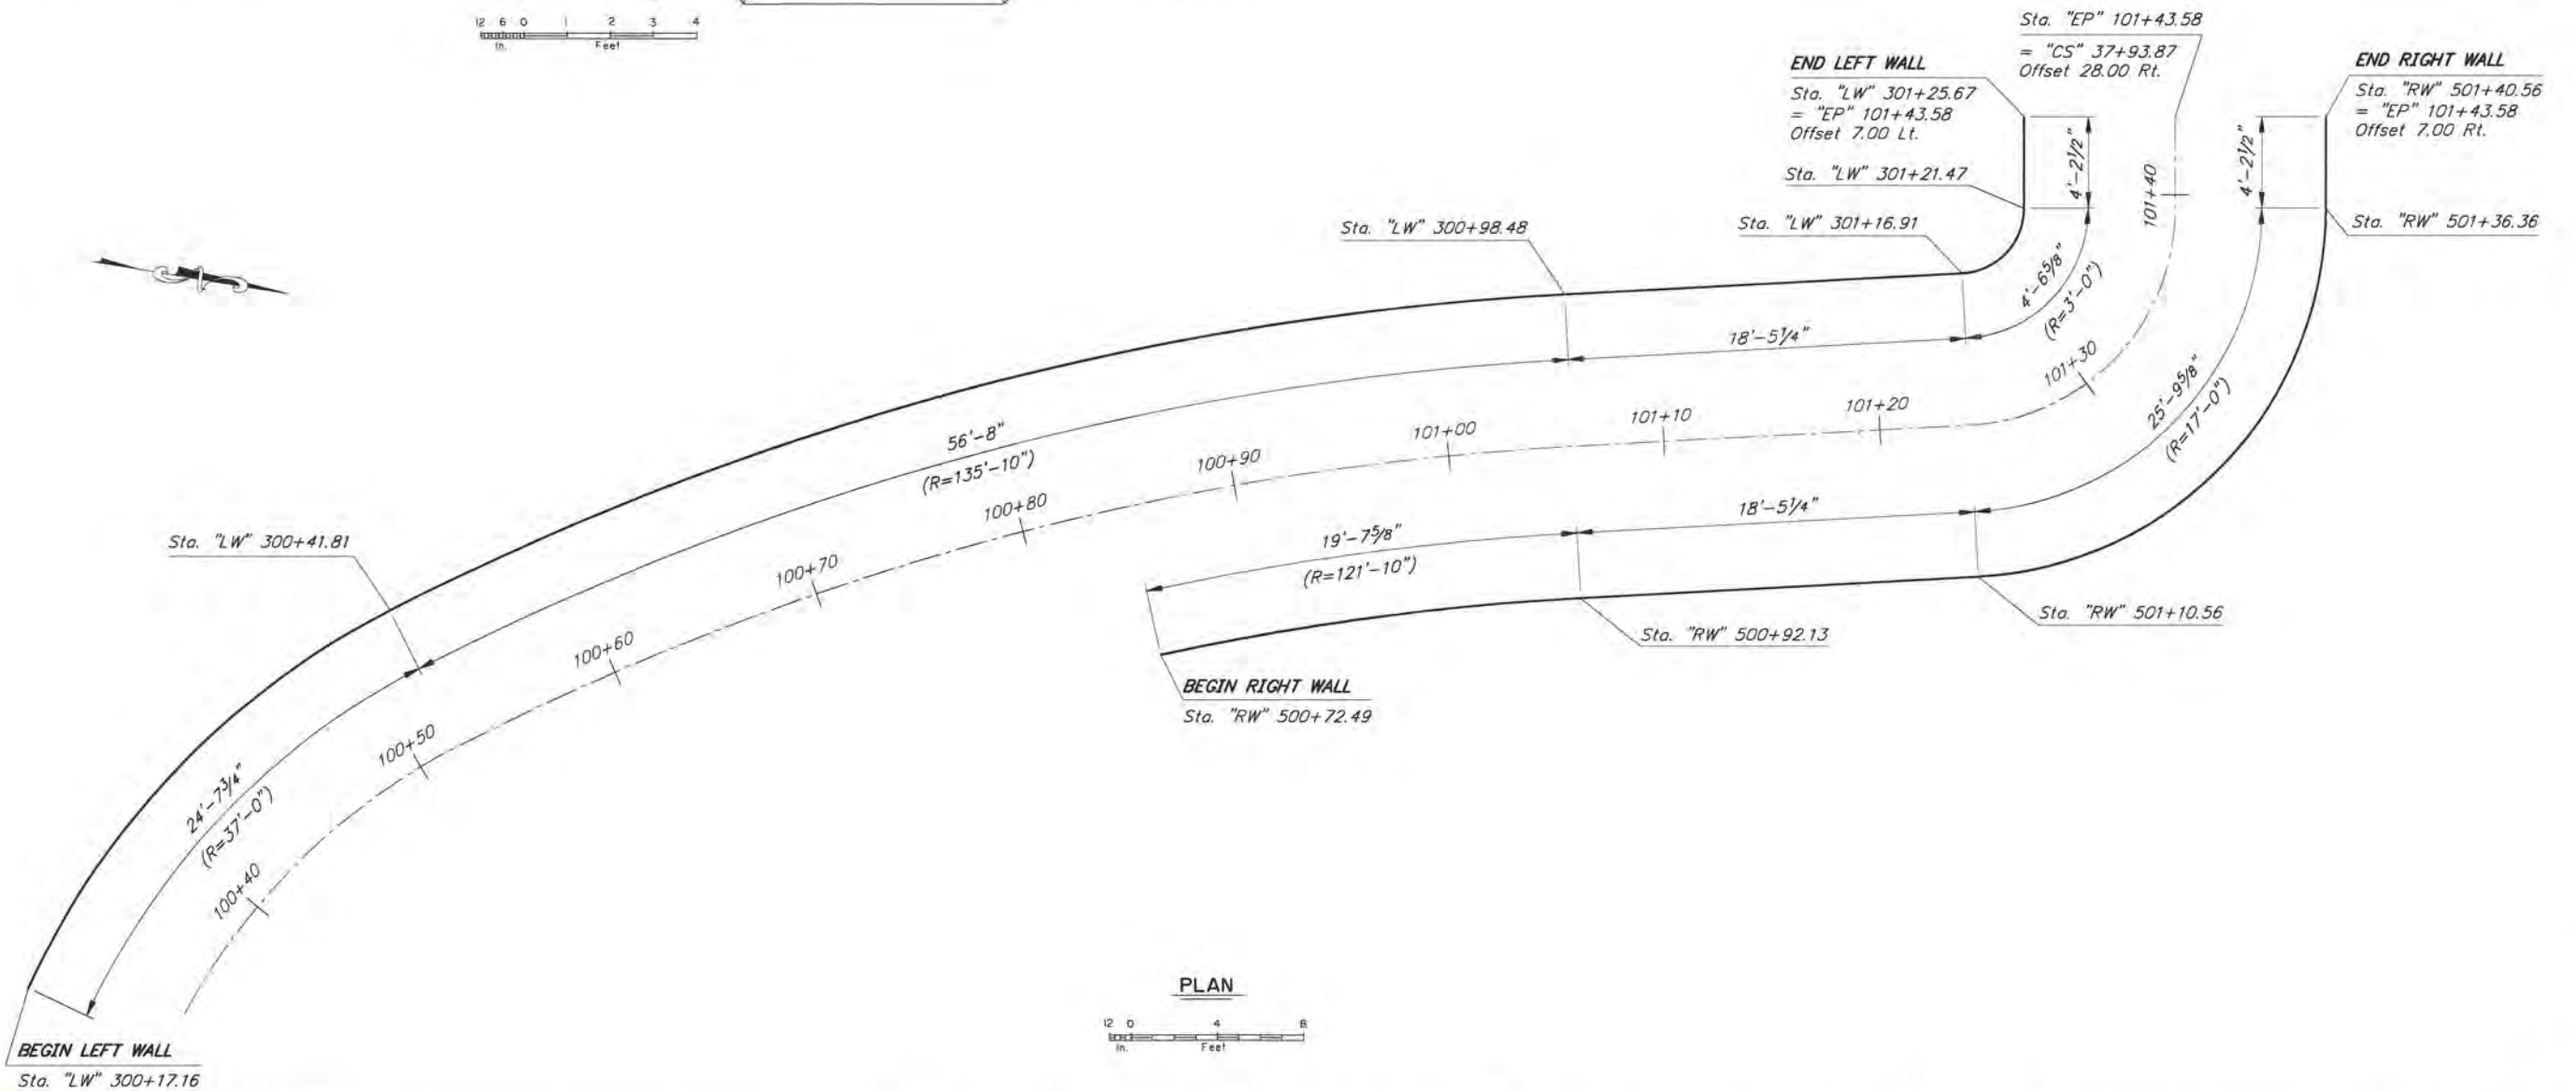 12 6 0 1 2 3 4
In. Feet
Sta. "EP" 101+43.58
= "CS" 37+93.87
Offset 28.00 Rt.
END LEFT WALL
Sta. "LW" 301+25.67
= "EP" 101+43.58
Offset 7.00 Lt.
END RIGHT WALL
Sta. "RW" 501+40.56
= "EP" 101+43.58
Offset 7.00 Rt.
Sta. "LW" 301+21.47
4'-2½"
101+40
4'-2½"
Sta. "LW" 300+98.48
Sta. "LW" 301+16.91
Sta. "RW" 501+36.36
4'-6⅝"
(R=3'-0")
18'-5¼"
101+30
25'-9⅝"
(R=17'-0")
56'-8"
(R=135'-10")
100+90
101+00
101+10
101+20
100+80
18'-5¼"
19'-7⅝"
(R=121'-10")
Sta. "LW" 300+41.81
100+70
100+60
Sta. "RW" 500+92.13
Sta. "RW" 501+10.56
BEGIN RIGHT WALL
Sta. "RW" 500+72.49
100+50
24'-7¾"
(R=37'-0")
100+40
PLAN
12 0 4 8
In. Feet
BEGIN LEFT WALL
Sta. "LW" 300+17.16